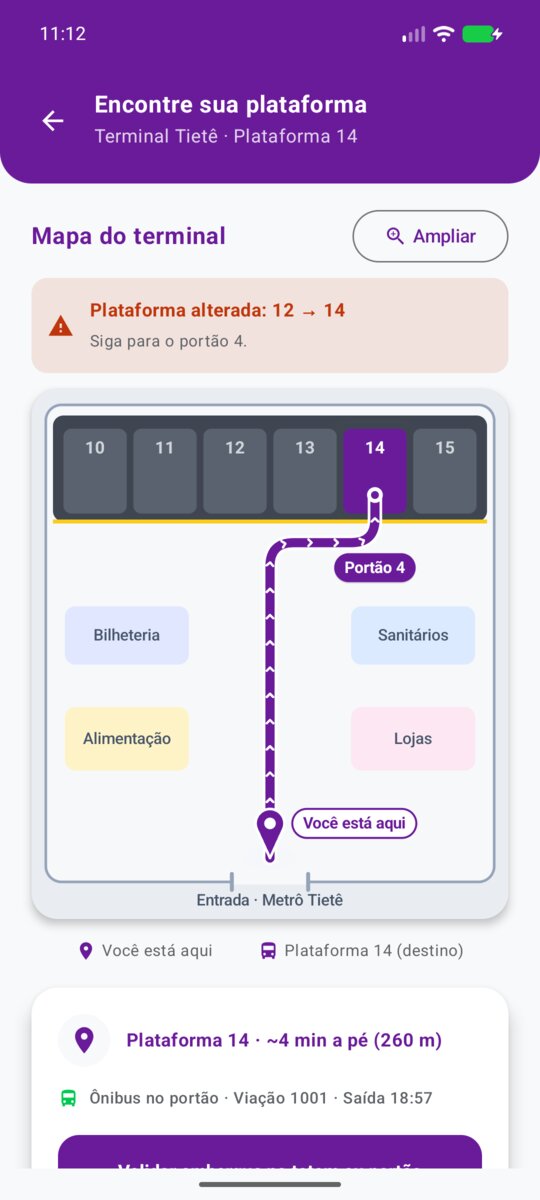 11:12
Encontre sua plataforma
Terminal Tietê · Plataforma 14
Mapa do terminal
Ampliar
Plataforma alterada: 12 → 14
Siga para o portão 4.
10 11 12 13 14 15
Portão 4
Bilheteria
Sanitários
Alimentação
Lojas
Você está aqui
Entrada · Metrô Tietê
Você está aqui
Plataforma 14 (destino)
Plataforma 14 · ~4 min a pé (260 m)
Ônibus no portão · Viação 1001 · Saída 18:57